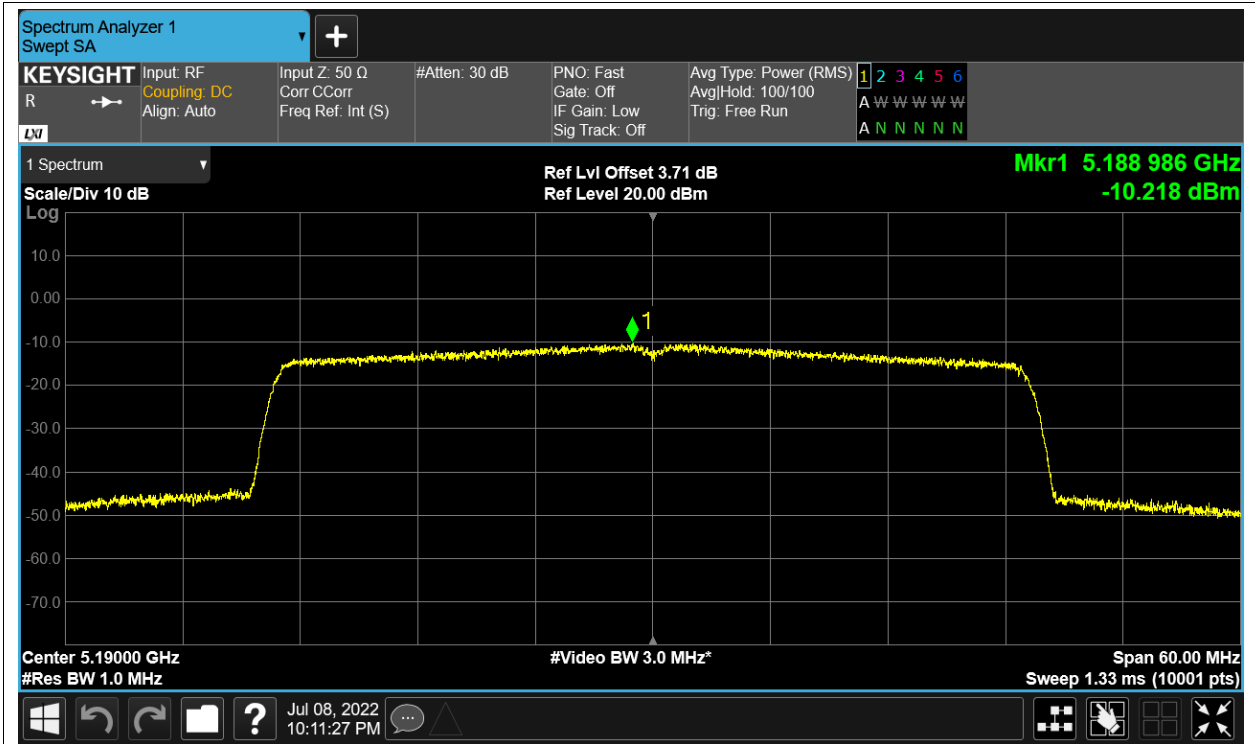 Spectrum Analyzer 1
Swept SA
KEYSIGHT
R
LXI
Input: RF
Coupling: DC
Align: Auto
Input Z: 50 Ω
Corr CCorr
Freq Ref: Int (S)
#Atten: 30 dB
PNO: Fast
Gate: Off
IF Gain: Low
Sig Track: Off
Avg Type: Power (RMS)
Avg|Hold: 100/100
Trig: Free Run
1 2 3 4 5 6
A W W W W W
A N N N N N
1 Spectrum
Scale/Div 10 dB
Log
Ref Lvl Offset 3.71 dB
Ref Level 20.00 dBm
Mkr1 5.188 986 GHz
-10.218 dBm
10.0
0.00
-10.0
-20.0
-30.0
-40.0
-50.0
-60.0
-70.0
1
Center 5.19000 GHz
#Res BW 1.0 MHz
#Video BW 3.0 MHz*
Span 60.00 MHz
Sweep 1.33 ms (10001 pts)
?
Jul 08, 2022
10:11:27 PM